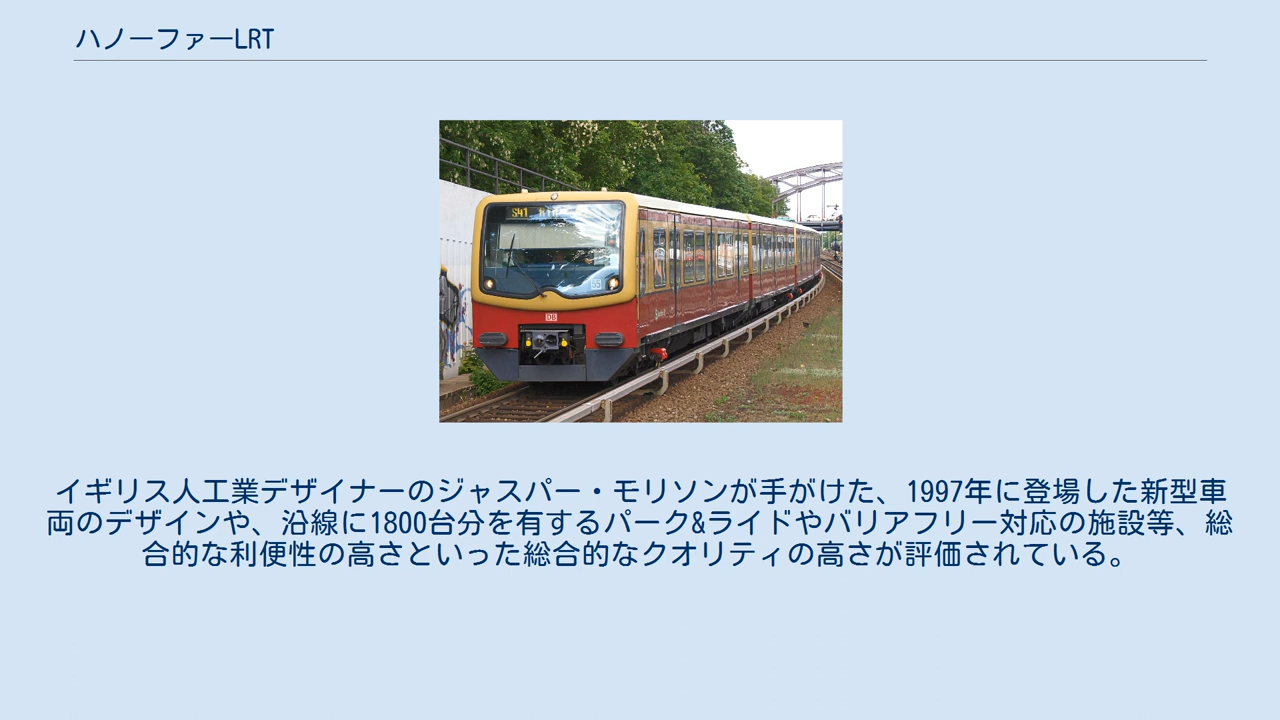 ハノーファーLRT
S41
DB
イギリス人工業デザイナーのジャスパー・モリソンが手がけた、1997年に登場した新型車
両のデザインや、沿線に1800台分を有するパーク&ライドやバリアフリー対応の施設等、総
合的な利便性の高さといった総合的なクオリティの高さが評価されている。